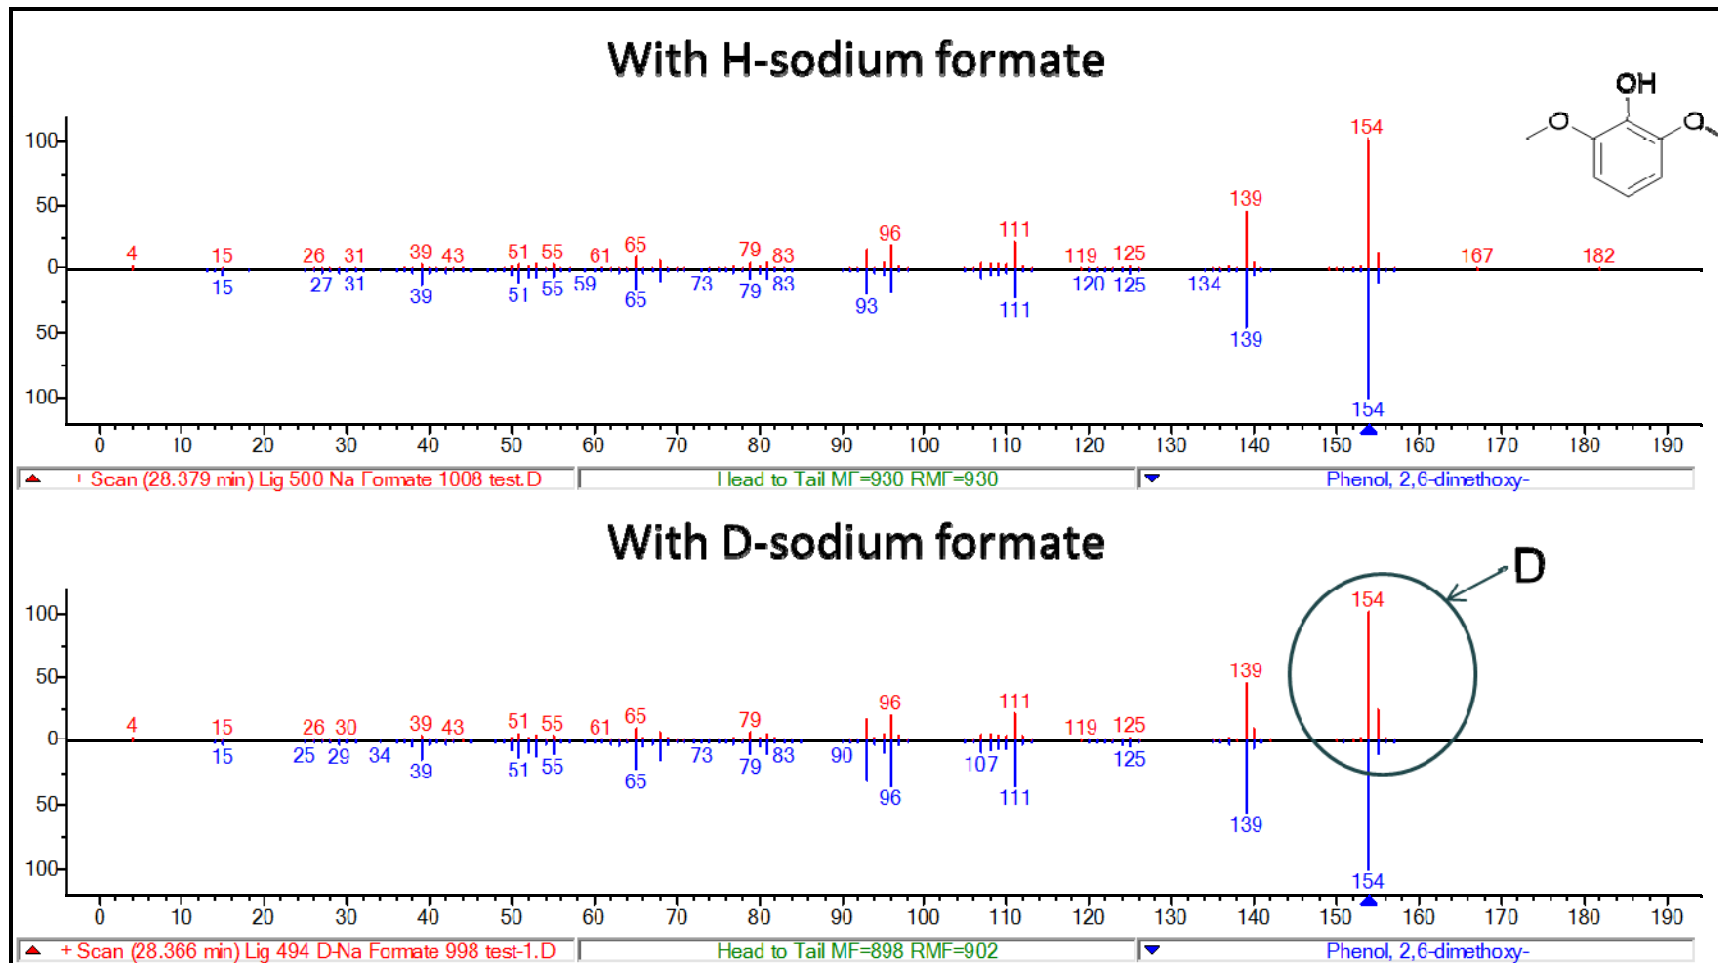 With H-sodium formate
OH
O O
100
50
0
50
100
154
139
4 15 26 31 39 43 51 55 61 65 79 83 96 111 119 125 167 182
15 27 31 39 51 55 59 65 73 79 83 93 111 120 125 134 139 154
0 10 20 30 40 50 60 70 80 90 100 110 120 130 140 150 160 170 180 190
Scan (28.379 min) Lig 500 Na Formate 1008 test.D Head to Tail MF=930 RMF=930 Phenol, 2,6-dimethoxy-
With D-sodium formate
D
100
50
0
50
100
154
139
4 15 26 30 39 43 51 55 61 65 79 96 111 119 125
15 25 29 34 39 51 55 65 73 79 83 90 96 107 111 125 139 154
0 10 20 30 40 50 60 70 80 90 100 110 120 130 140 150 160 170 180 190
+ Scan (28.366 min) Lig 494 D-Na Formate 998 test-1.D Head to Tail MF=898 RMF=902 Phenol, 2,6-dimethoxy-